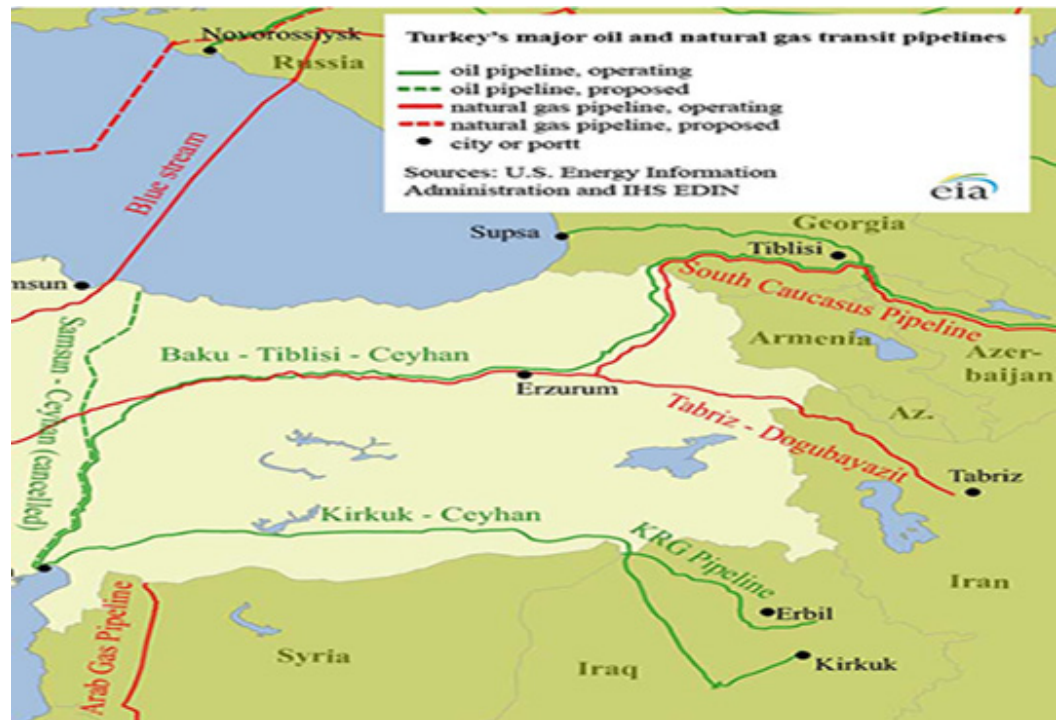 Novorossiysk
Russia
Turkey's major oil and natural gas transit pipelines
oil pipeline, operating
oil pipeline, proposed
natural gas pipeline, operating
natural gas pipeline, proposed
city or portt
Sources: U.S. Energy Information
Administration and IHS EDIN
eia
Blue stream
Supsa
Georgia
Tiblisi
South Caucasus Pipeline
msun
Armenia
Azer-
baijan
Az.
Baku - Tiblisi - Ceyhan
Erzurum
Samsun - Ceyhan (cancelled)
Tabriz - Dogubayazit
Tabriz
Kirkuk - Ceyhan
KRG Pipeline
Iran
Erbil
Arab Gas Pipeline
Syria
Iraq
Kirkuk